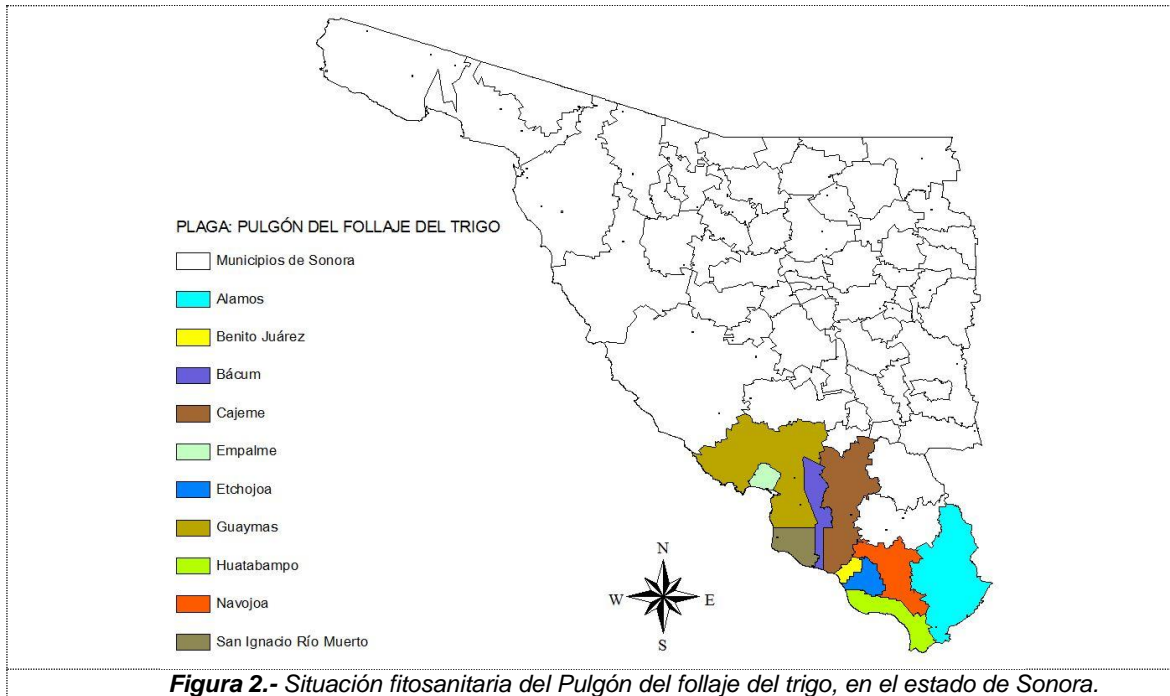 PLAGA: PULGÓN DEL FOLLAJE DEL TRIGO
Municipios de Sonora
Alamos
Benito Juárez
Bácum
Cajeme
Empalme
Etchojoa
Guaymas
Huatabampo
Navojoa
San Ignacio Río Muerto
N
W E
S
Figura 2.- Situación fitosanitaria del Pulgón del follaje del trigo, en el estado de Sonora.